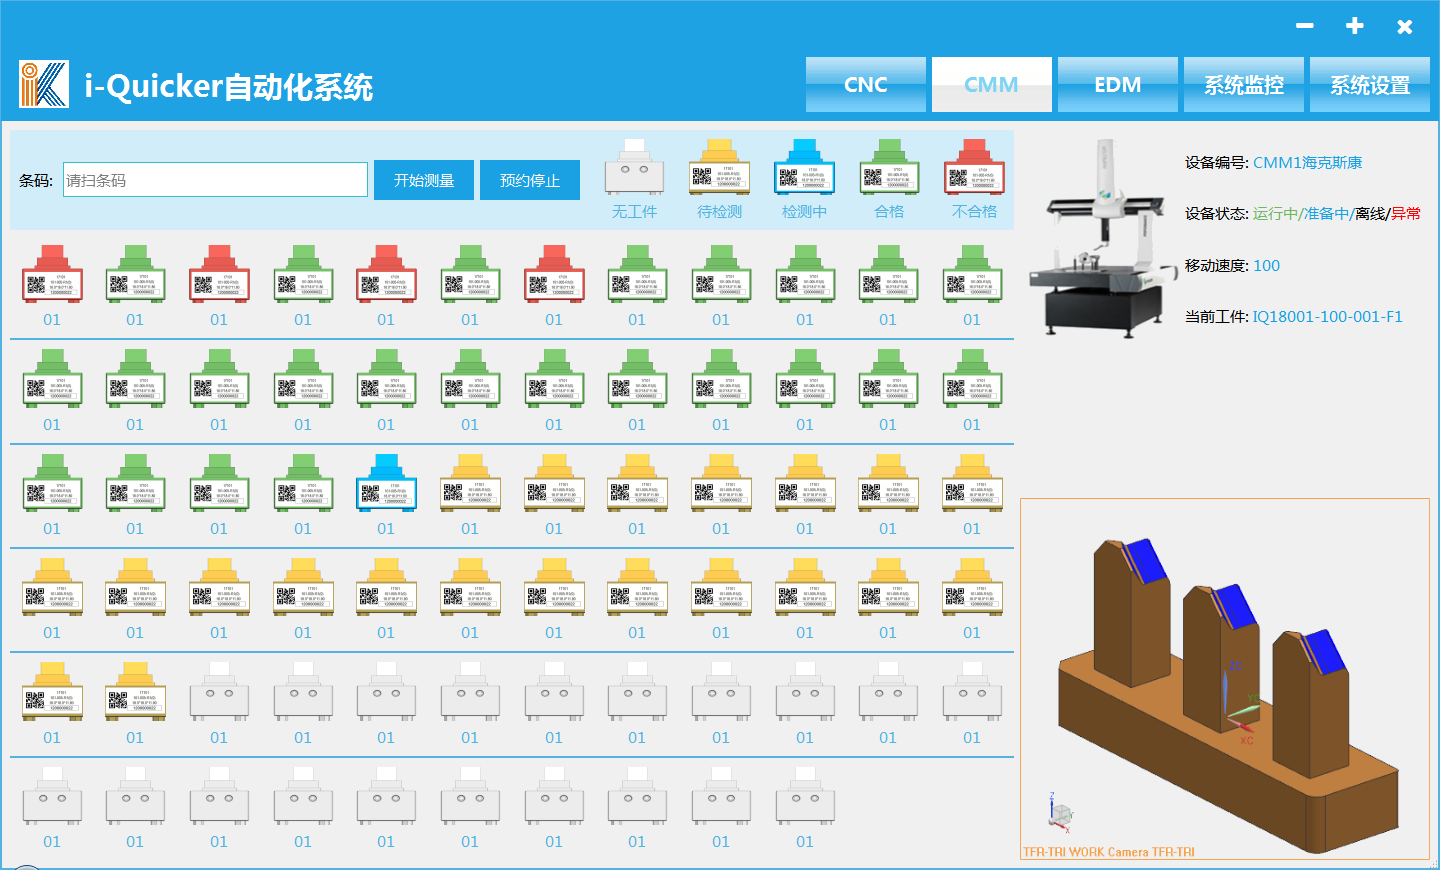 i-Quicker自动化系统
CNC
CMM
EDM
系统监控
系统设置
条码:
请扫条码
开始测量
预约停止
无工件
待检测
检测中
合格
不合格
01 01 01 01 01 01 01 01 01 01 01 01
01 01 01 01 01 01 01 01 01 01 01 01
01 01 01 01 01 01 01 01 01 01 01 01
01 01 01 01 01 01 01 01 01 01 01 01
01 01 01 01 01 01 01 01 01 01 01 01
01 01 01 01 01 01 01 01 01 01
设备编号: CMM1海克斯康
设备状态: 运行中/准备中/离线/异常
移动速度: 100
当前工件: IQ18001-100-001-F1
ZC
YC
XC
Z
Y
X
TFR-TRI WORK Camera TFR-TRI